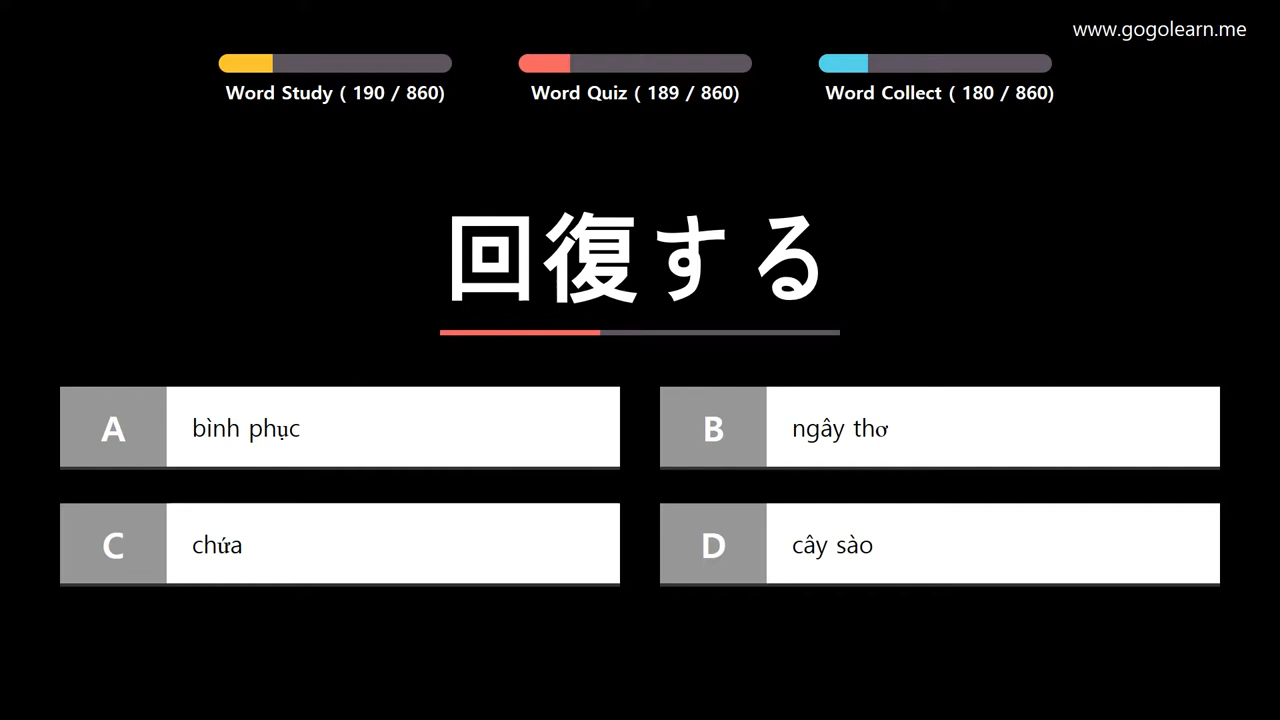 www.gogolearn.me
Word Study ( 190 / 860)
Word Quiz ( 189 / 860)
Word Collect ( 180 / 860)
回復する
A bình phục
B ngây thơ
C chứa
D cây sào